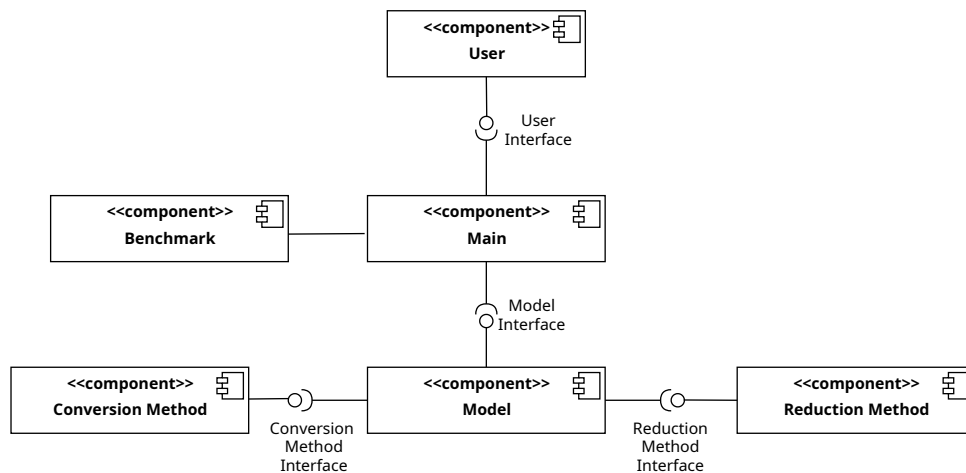 <<component>>
User
User
Interface
<<component>>
Benchmark
<<component>>
Main
Model
Interface
<<component>>
Conversion Method
<<component>>
Model
<<component>>
Reduction Method
Conversion
Method
Interface
Reduction
Method
Interface